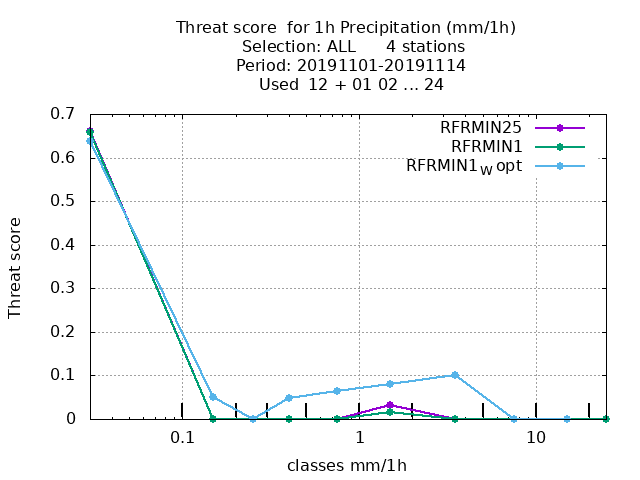 Threat score  for 1h Precipitation (mm/1h)
Selection: ALL      4 stations
Period: 20191101-20191114
Used  12 + 01 02 ... 24
RFRMIN25
RFRMIN1
RFRMIN1W opt
0.7
0.6
0.5
0.4
0.3
0.2
0.1
0
Threat score
0.1 1 10
classes mm/1h